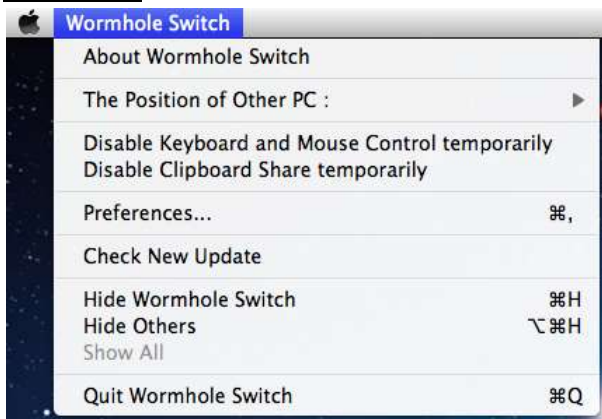 Wormhole Switch
About Wormhole Switch
The Position of Other PC :
Disable Keyboard and Mouse Control temporarily
Disable Clipboard Share temporarily
Preferences... ⌘,
Check New Update
Hide Wormhole Switch ⌘H
Hide Others ⌥⌘H
Show All
Quit Wormhole Switch ⌘Q